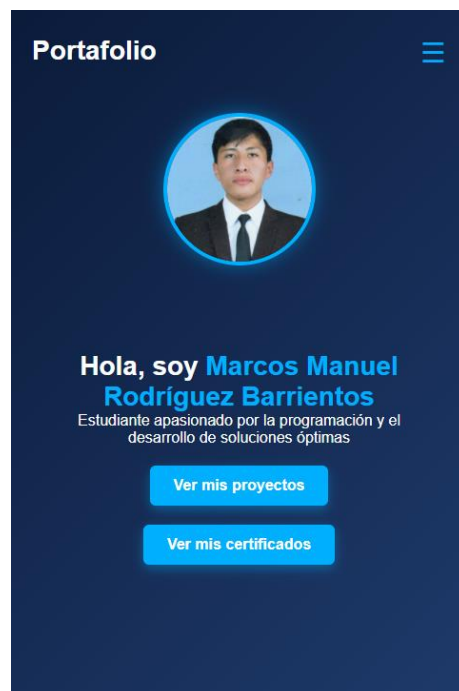 Portafolio
Hola, soy Marcos Manuel
Rodríguez Barrientos
Estudiante apasionado por la programación y el
desarrollo de soluciones óptimas
Ver mis proyectos
Ver mis certificados